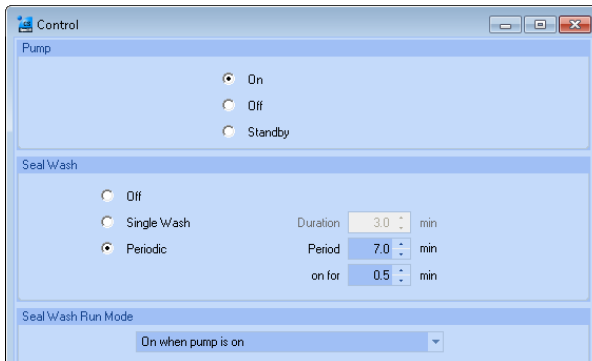 Control
Pump
On
Off
Standby
Seal Wash
Off
Single Wash Duration 3.0 min
Periodic Period 7.0 min
on for 0.5 min
Seal Wash Run Mode
On when pump is on